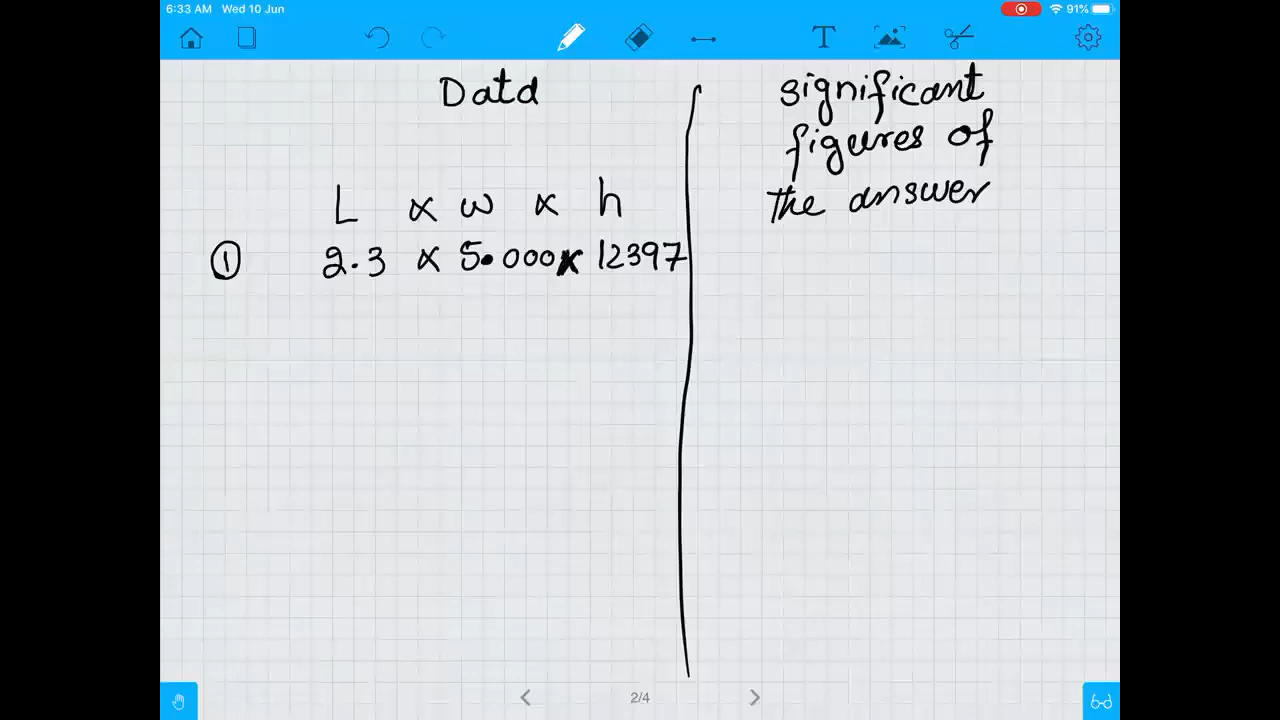 6:33 AM Wed 10 Jun 91%
T
Data
significant
figures of
the answer
L × w × h
① 2.3 × 5.000 × 12397
2/4